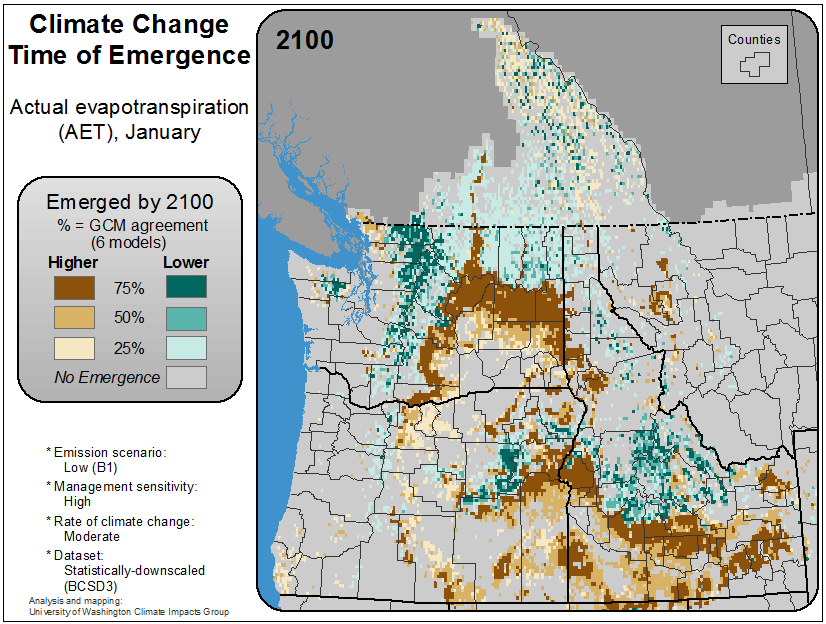 Climate Change
Time of Emergence
Actual evapotranspiration
(AET), January
Emerged by 2100
% = GCM agreement
(6 models)
Higher Lower
75%
50%
25%
No Emergence
* Emission scenario:
Low (B1)
* Management sensitivity:
High
* Rate of climate change:
Moderate
* Dataset:
Statistically-downscaled
(BCSD3)
Analysis and mapping:
University of Washington Climate Impacts Group
2100
Counties